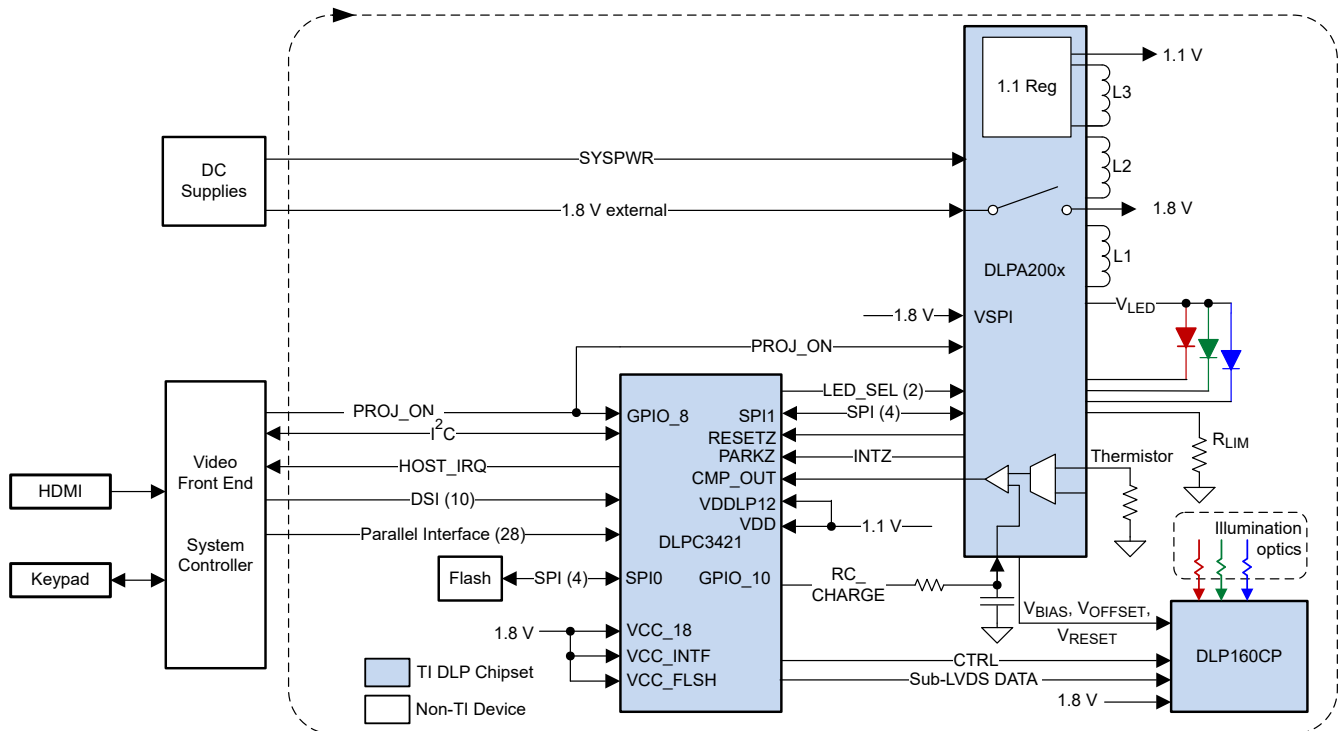 1.1 V
1.1 Reg
L3
DC
Supplies
SYSPWR
L2
1.8 V external
1.8 V
L1
DLPA200x
VLED
1.8 V
VSPI
PROJ_ON
LED_SEL (2)
PROJ_ON
GPIO_8
SPI1
SPI (4)
I2C
RESETZ
RLIM
Video
Front End
HOST_IRQ
PARKZ
INTZ
Thermistor
HDMI
CMP_OUT
DSI (10)
VDDLP12
VDD
1.1 V
Illumination
optics
Parallel Interface (28)
DLPC3421
System
Controller
Keypad
Flash
SPI (4)
SPI0
GPIO_10
RC_
CHARGE
VBIAS, VOFFSET,
VRESET
1.8 V
VCC_18
VCC_INTF
VCC_FLSH
CTRL
Sub-LVDS DATA
DLP160CP
1.8 V
TI DLP Chipset
Non-TI Device